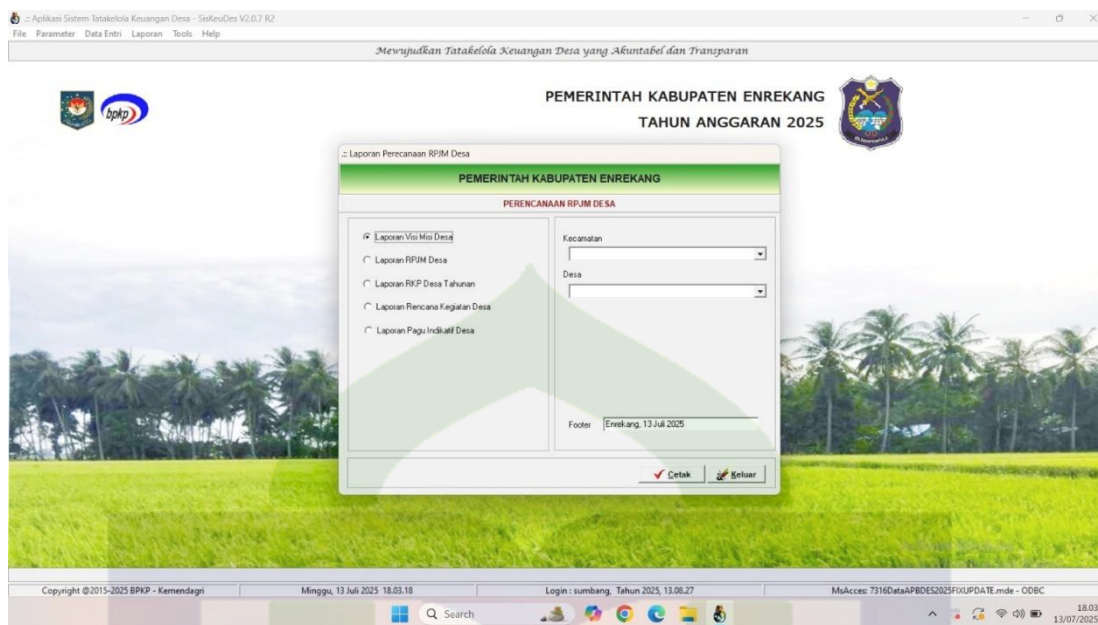 .:: Aplikasi Sistem Tatakelola Keuangan Desa - SisKeuDes V2.0.7 R2
File Parameter Data Entri Laporan Tools Help
Mewujudkan Tatakelola Keuangan Desa yang Akuntabel dan Transparan
bpkp
PEMERINTAH KABUPATEN ENREKANG
TAHUN ANGGARAN 2025
.:: Laporan Perecanaan RPJM Desa
PEMERINTAH KABUPATEN ENREKANG
PERENCANAAN RPJM DESA
Laporan Visi Misi Desa
Laporan RPJM Desa
Laporan RKP Desa Tahunan
Laporan Rencana Kegiatan Desa
Laporan Pagu Indikatif Desa
Kecamatan
Desa
Footer Enrekang, 13 Juli 2025
Cetak Keluar
Copyright @2015-2025 BPKP - Kemendagri Minggu, 13 Juli 2025 18.03.18 Login : sumbang, Tahun 2025, 13.08.27 MsAcces: 7316DataAPBDES2025FIXUPDATE.mde - ODBC
Search
18.03
13/07/2025